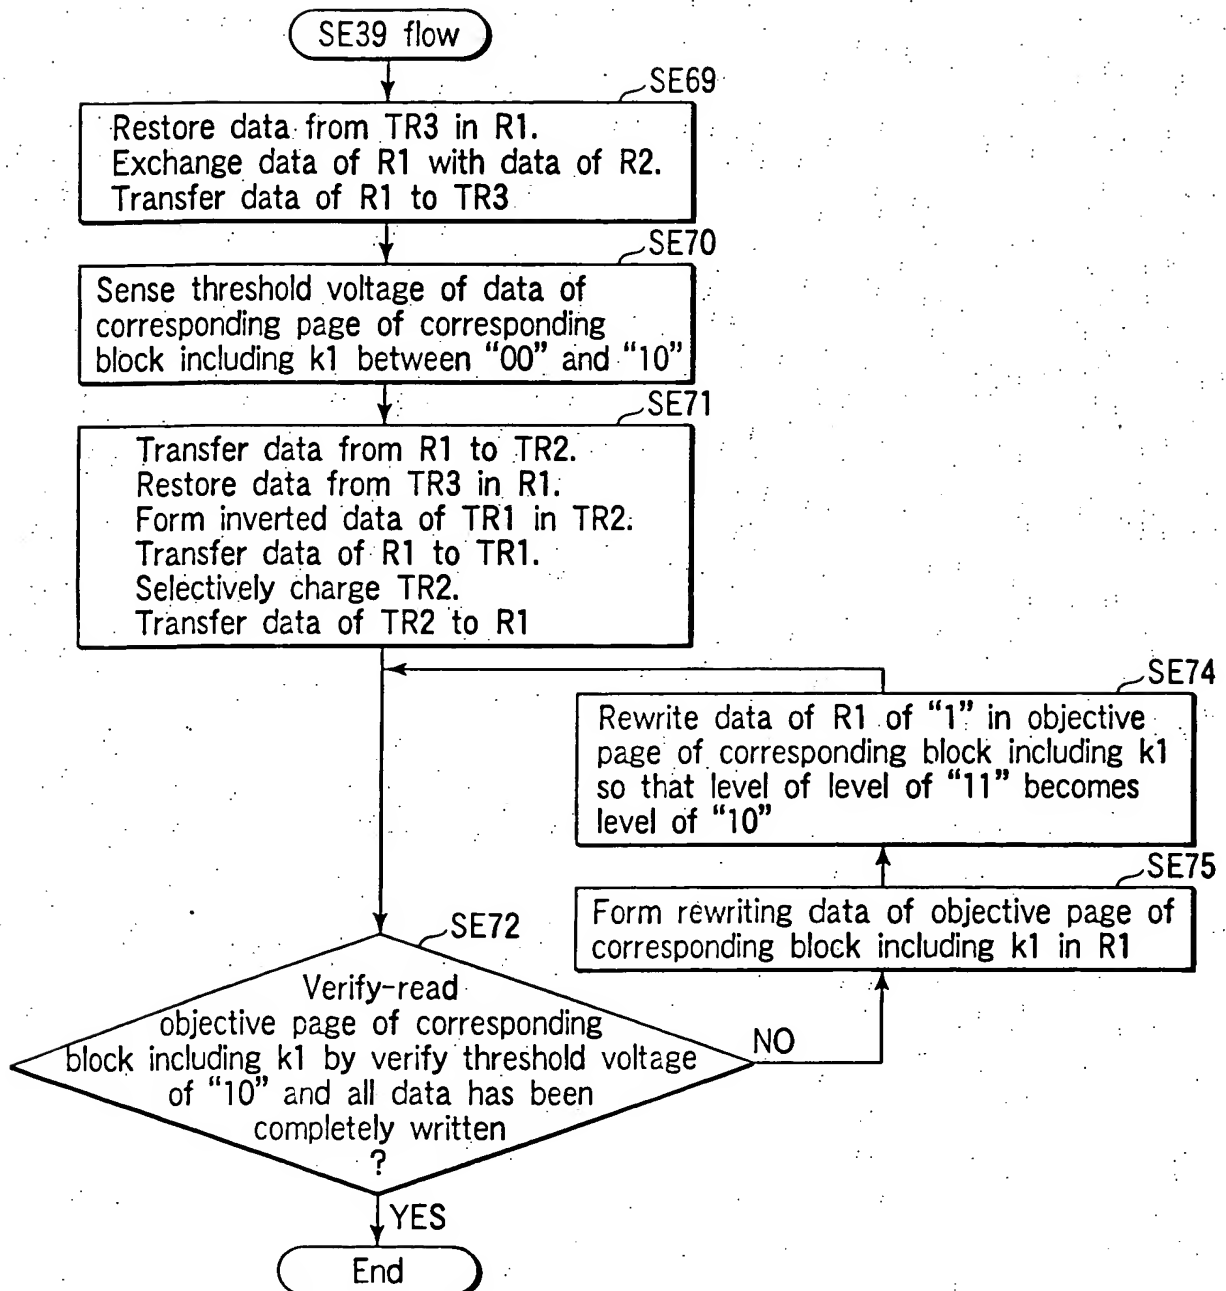 SE39 flow
SE69
Restore data from TR3 in R1.
Exchange data of R1 with data of R2.
Transfer data of R1 to TR3
SE70
Sense threshold voltage of data of
corresponding page of corresponding
block including k1 between “00” and “10”
SE71
Transfer data from R1 to TR2.
Restore data from TR3 in R1.
Form inverted data of TR1 in TR2.
Transfer data of R1 to TR1.
Selectively charge TR2.
Transfer data of TR2 to R1
SE74
Rewrite data of R1 of “1” in objective
page of corresponding block including k1
so that level of level of “11” becomes
level of “10”
SE75
Form rewriting data of objective page of
corresponding block including k1 in R1
SE72
Verify-read
objective page of corresponding
block including k1 by verify threshold voltage
of “10” and all data has been
completely written
?
NO
YES
End